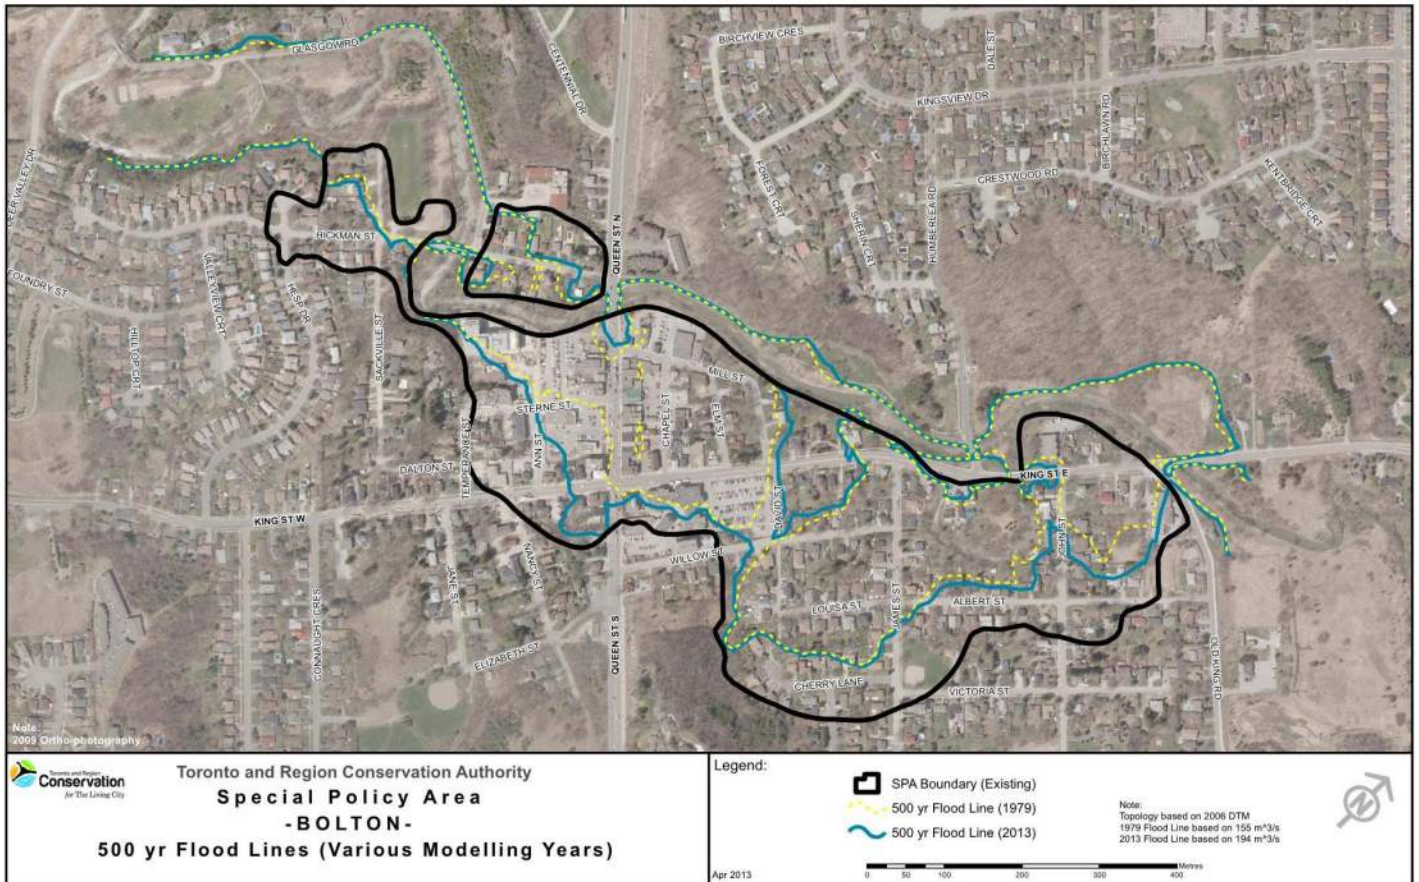 GLASGOW RD
CENTENNIAL DR
BIRCHVIEW CRES
DALE ST
KINGSVIEW DR
BIRCHLAWN RD
DEER VALLEY DR
FOREST CRT
CRESTWOOD RD
KENTBRIDGE CRT
HUMBERLEA RD
SHERIN CRT
QUEEN ST N
HICKMAN ST
FOUNDRY ST
VALLEYVIEW CRT
HESP DR
HILLTOP CRT
SACKVILLE ST
MILL ST
STERNE ST
CHAPEL ST
ELM ST
ANN ST
TEMPERANCE ST
DALTON ST
KING ST E
KING ST W
DAVID ST
JOHN ST
WILLOW ST
NANCY ST
JANE ST
LOUISA ST
JAMES ST
ALBERT ST
CONNAUGHT CRES
ELIZABETH ST
QUEEN ST S
CHERRY LANE
VICTORIA ST
OLD KING RD
Note:
2009 Ortho-photography
Toronto and Region
Conservation
for The Living City
Toronto and Region Conservation Authority
Special Policy Area
-BOLTON-
500 yr Flood Lines (Various Modelling Years)
Legend:
SPA Boundary (Existing)
500 yr Flood Line (1979)
500 yr Flood Line (2013)
Note:
Topology based on 2006 DTM
1979 Flood Line based on 155 m^3/s
2013 Flood Line based on 194 m^3/s
Apr 2013
Metres
0 50 100 200 300 400